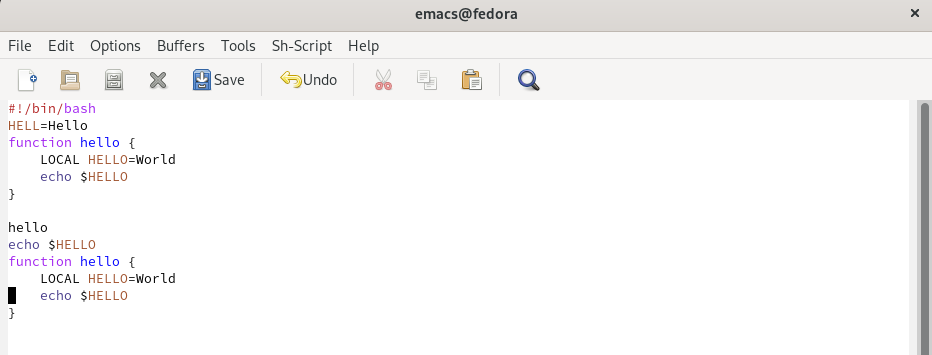 emacs@fedora ×
File Edit Options Buffers Tools Sh-Script Help
Save Undo
#!/bin/bash
HELL=Hello
function hello {
    LOCAL HELLO=World
    echo $HELLO
}

hello
echo $HELLO
function hello {
    LOCAL HELLO=World
    echo $HELLO
}